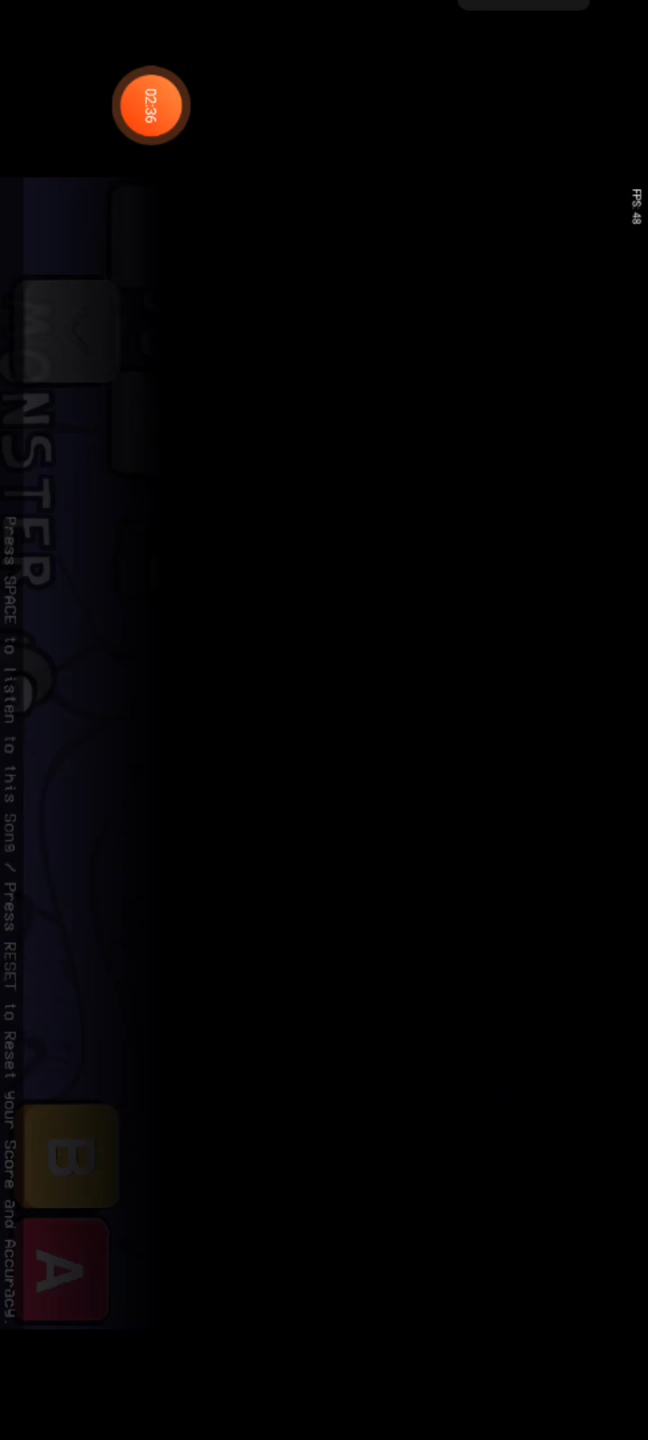 FPS: 48
02:36
MONSTER
B
A
Press SPACE to listen to this Song / Press RESET to Reset your Score and Accuracy.